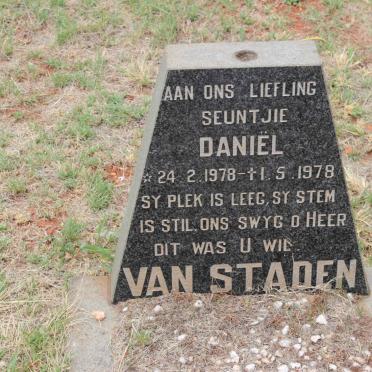 AAN ONS LIEFLING
SEUNTJIE
DANIËL
* 24.2.1978 - † 1.5.1978
SY PLEK IS LEEG, SY STEM
IS STIL, ONS SWYG O HEER
DIT WAS U WIL.
VAN STADEN